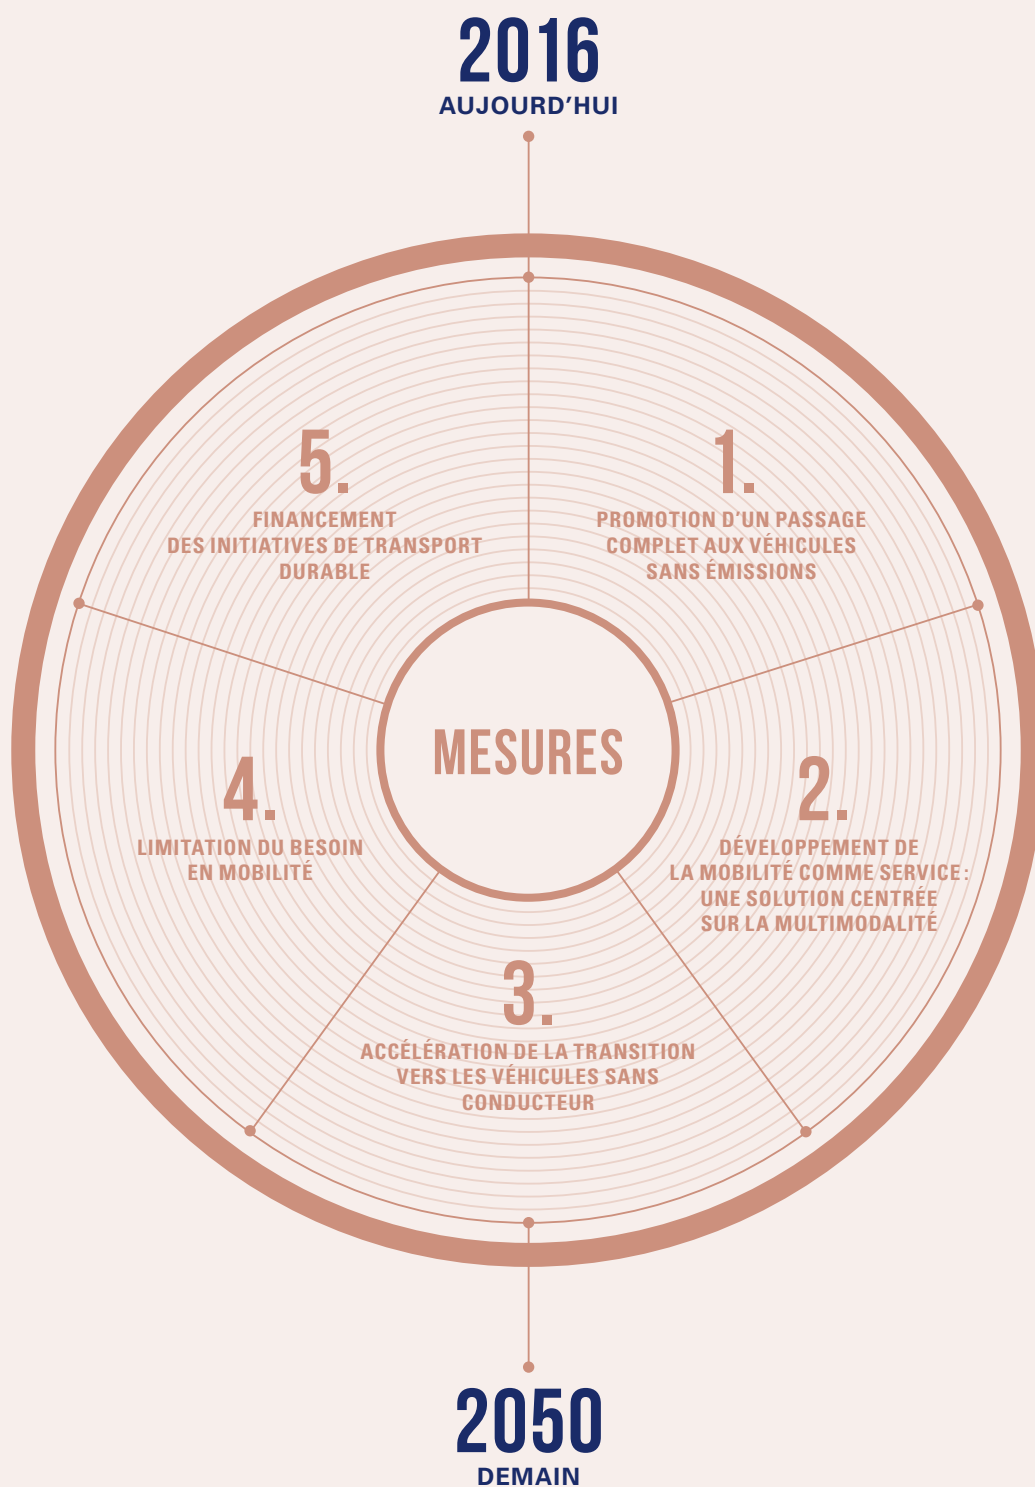 2016
AUJOURD'HUI
1.
PROMOTION D'UN PASSAGE
COMPLET AUX VÉHICULES
SANS ÉMISSIONS
2.
DÉVELOPPEMENT DE
LA MOBILITÉ COMME SERVICE :
UNE SOLUTION CENTRÉE
SUR LA MULTIMODALITÉ
3.
ACCÉLÉRATION DE LA TRANSITION
VERS LES VÉHICULES SANS
CONDUCTEUR
4.
LIMITATION DU BESOIN
EN MOBILITÉ
5.
FINANCEMENT
DES INITIATIVES DE TRANSPORT
DURABLE
MESURES
2050
DEMAIN